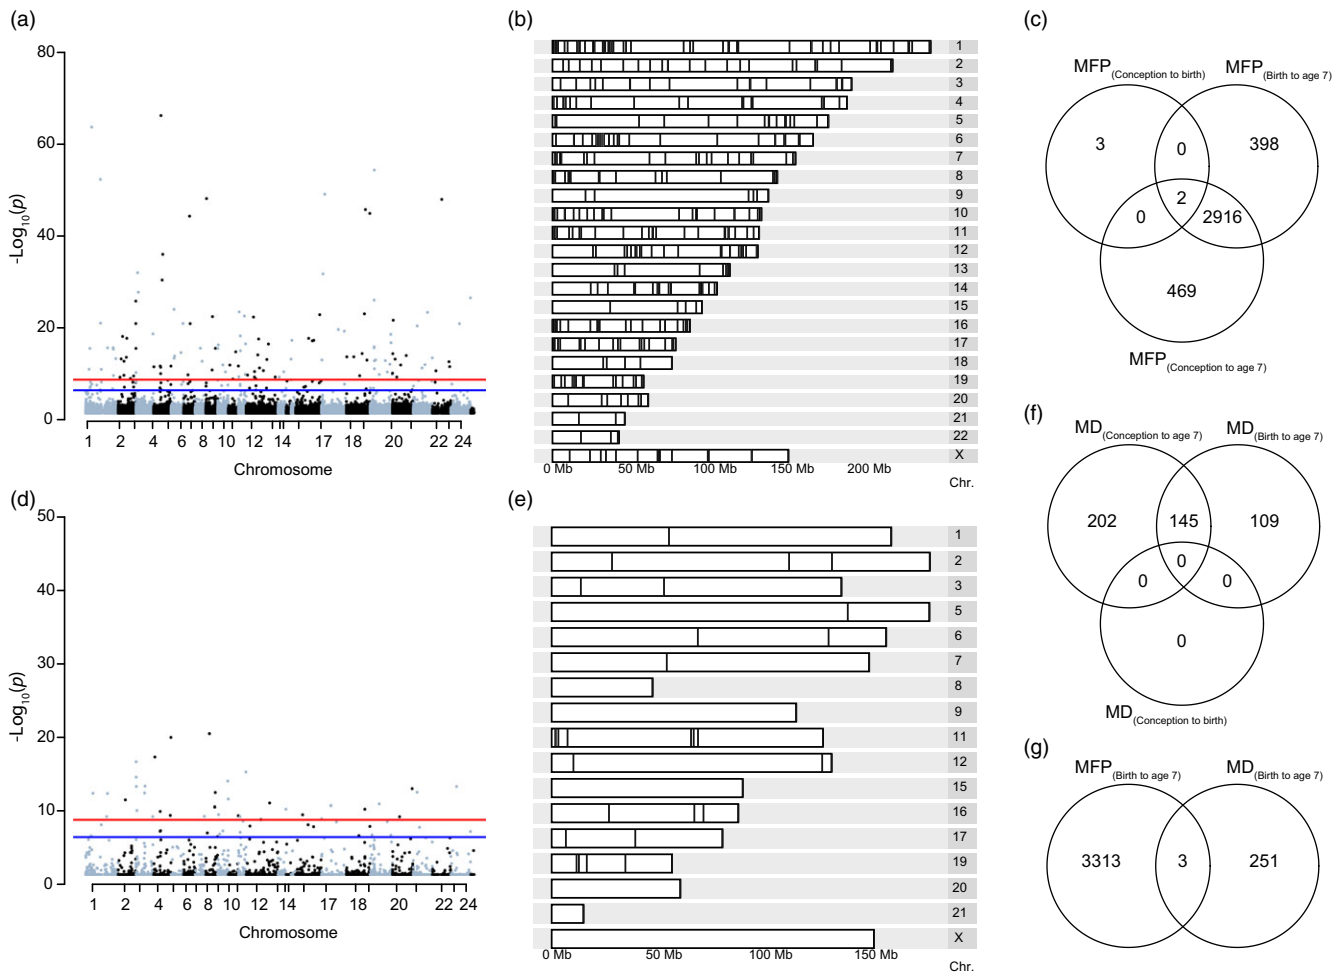 (a)
80
60
40
20
0
-Log10(p)
1 2 4 6 8 10 12 14 17 18 20 22 24
Chromosome
(b)
1
2
3
4
5
6
7
8
9
10
11
12
13
14
15
16
17
18
19
20
21
22
X
0 Mb 50 Mb 100 Mb 150 Mb 200 Mb
Chr.
(c)
MFP(Conception to birth)
MFP(Birth to age 7)
3 0 398
2
0 2916
469
MFP(Conception to age 7)
(d)
50
40
30
20
10
0
-Log10(p)
1 2 4 6 8 10 12 14 16 18 20 22 24
Chromosome
(e)
1
2
3
5
6
7
8
9
11
12
15
16
17
19
20
21
X
0 Mb 50 Mb 100 Mb 150 Mb
Chr.
(f)
MD(Conception to age 7)
MD(Birth to age 7)
202 145 109
0
0 0
0
MD(Conception to birth)
(g)
MFP(Birth to age 7)
MD(Birth to age 7)
3313 3 251